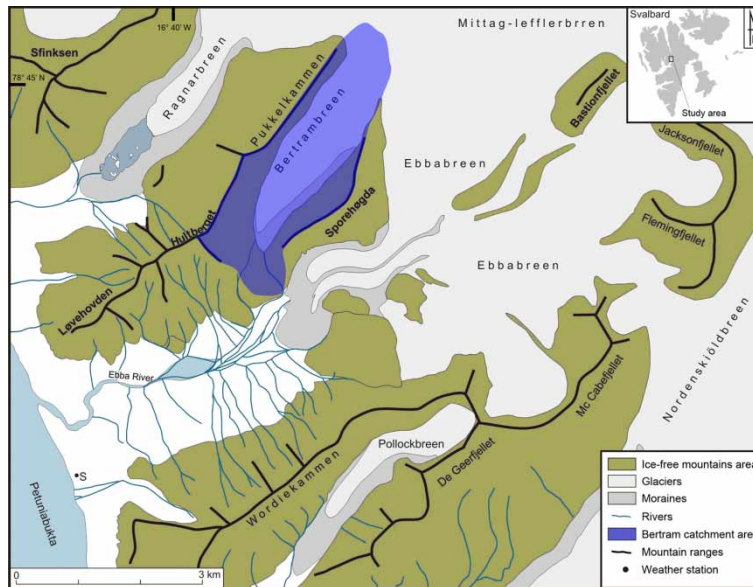 16° 40' W
Mittag-lefflerbrren
Svalbard
Study area
Sfinksen
78° 45' N
Ragnarbreen
Pukkelkammen
Bertrambreen
Bastionfjellet
Jacksonfjellet
Ebbabreen
Hultberget
Sporehøgda
Flemingfjellet
Ebbabreen
Løvehovden
Nordenskiöldbreen
Ebba River
Mc Cabefjellet
Pollockbreen
De Geerfjellet
S
Wordiekammen
Petuniabukta
Ice-free mountains area
Glaciers
Moraines
Rivers
Bertram catchment area
Mountain ranges
Weather station
0 3 km